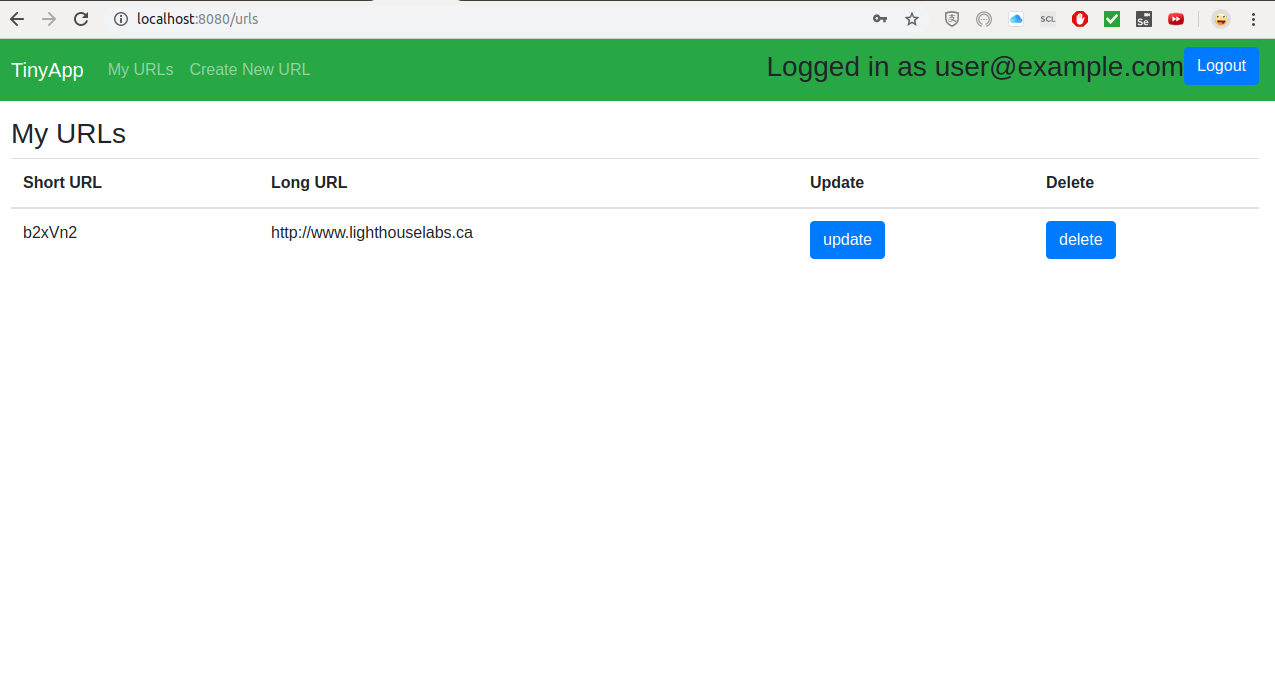 localhost:8080/urls
SCL
Se
TinyApp My URLs Create New URL Logged in as user@example.com Logout
My URLs
Short URL Long URL Update Delete
b2xVn2 http://www.lighthouselabs.ca update delete